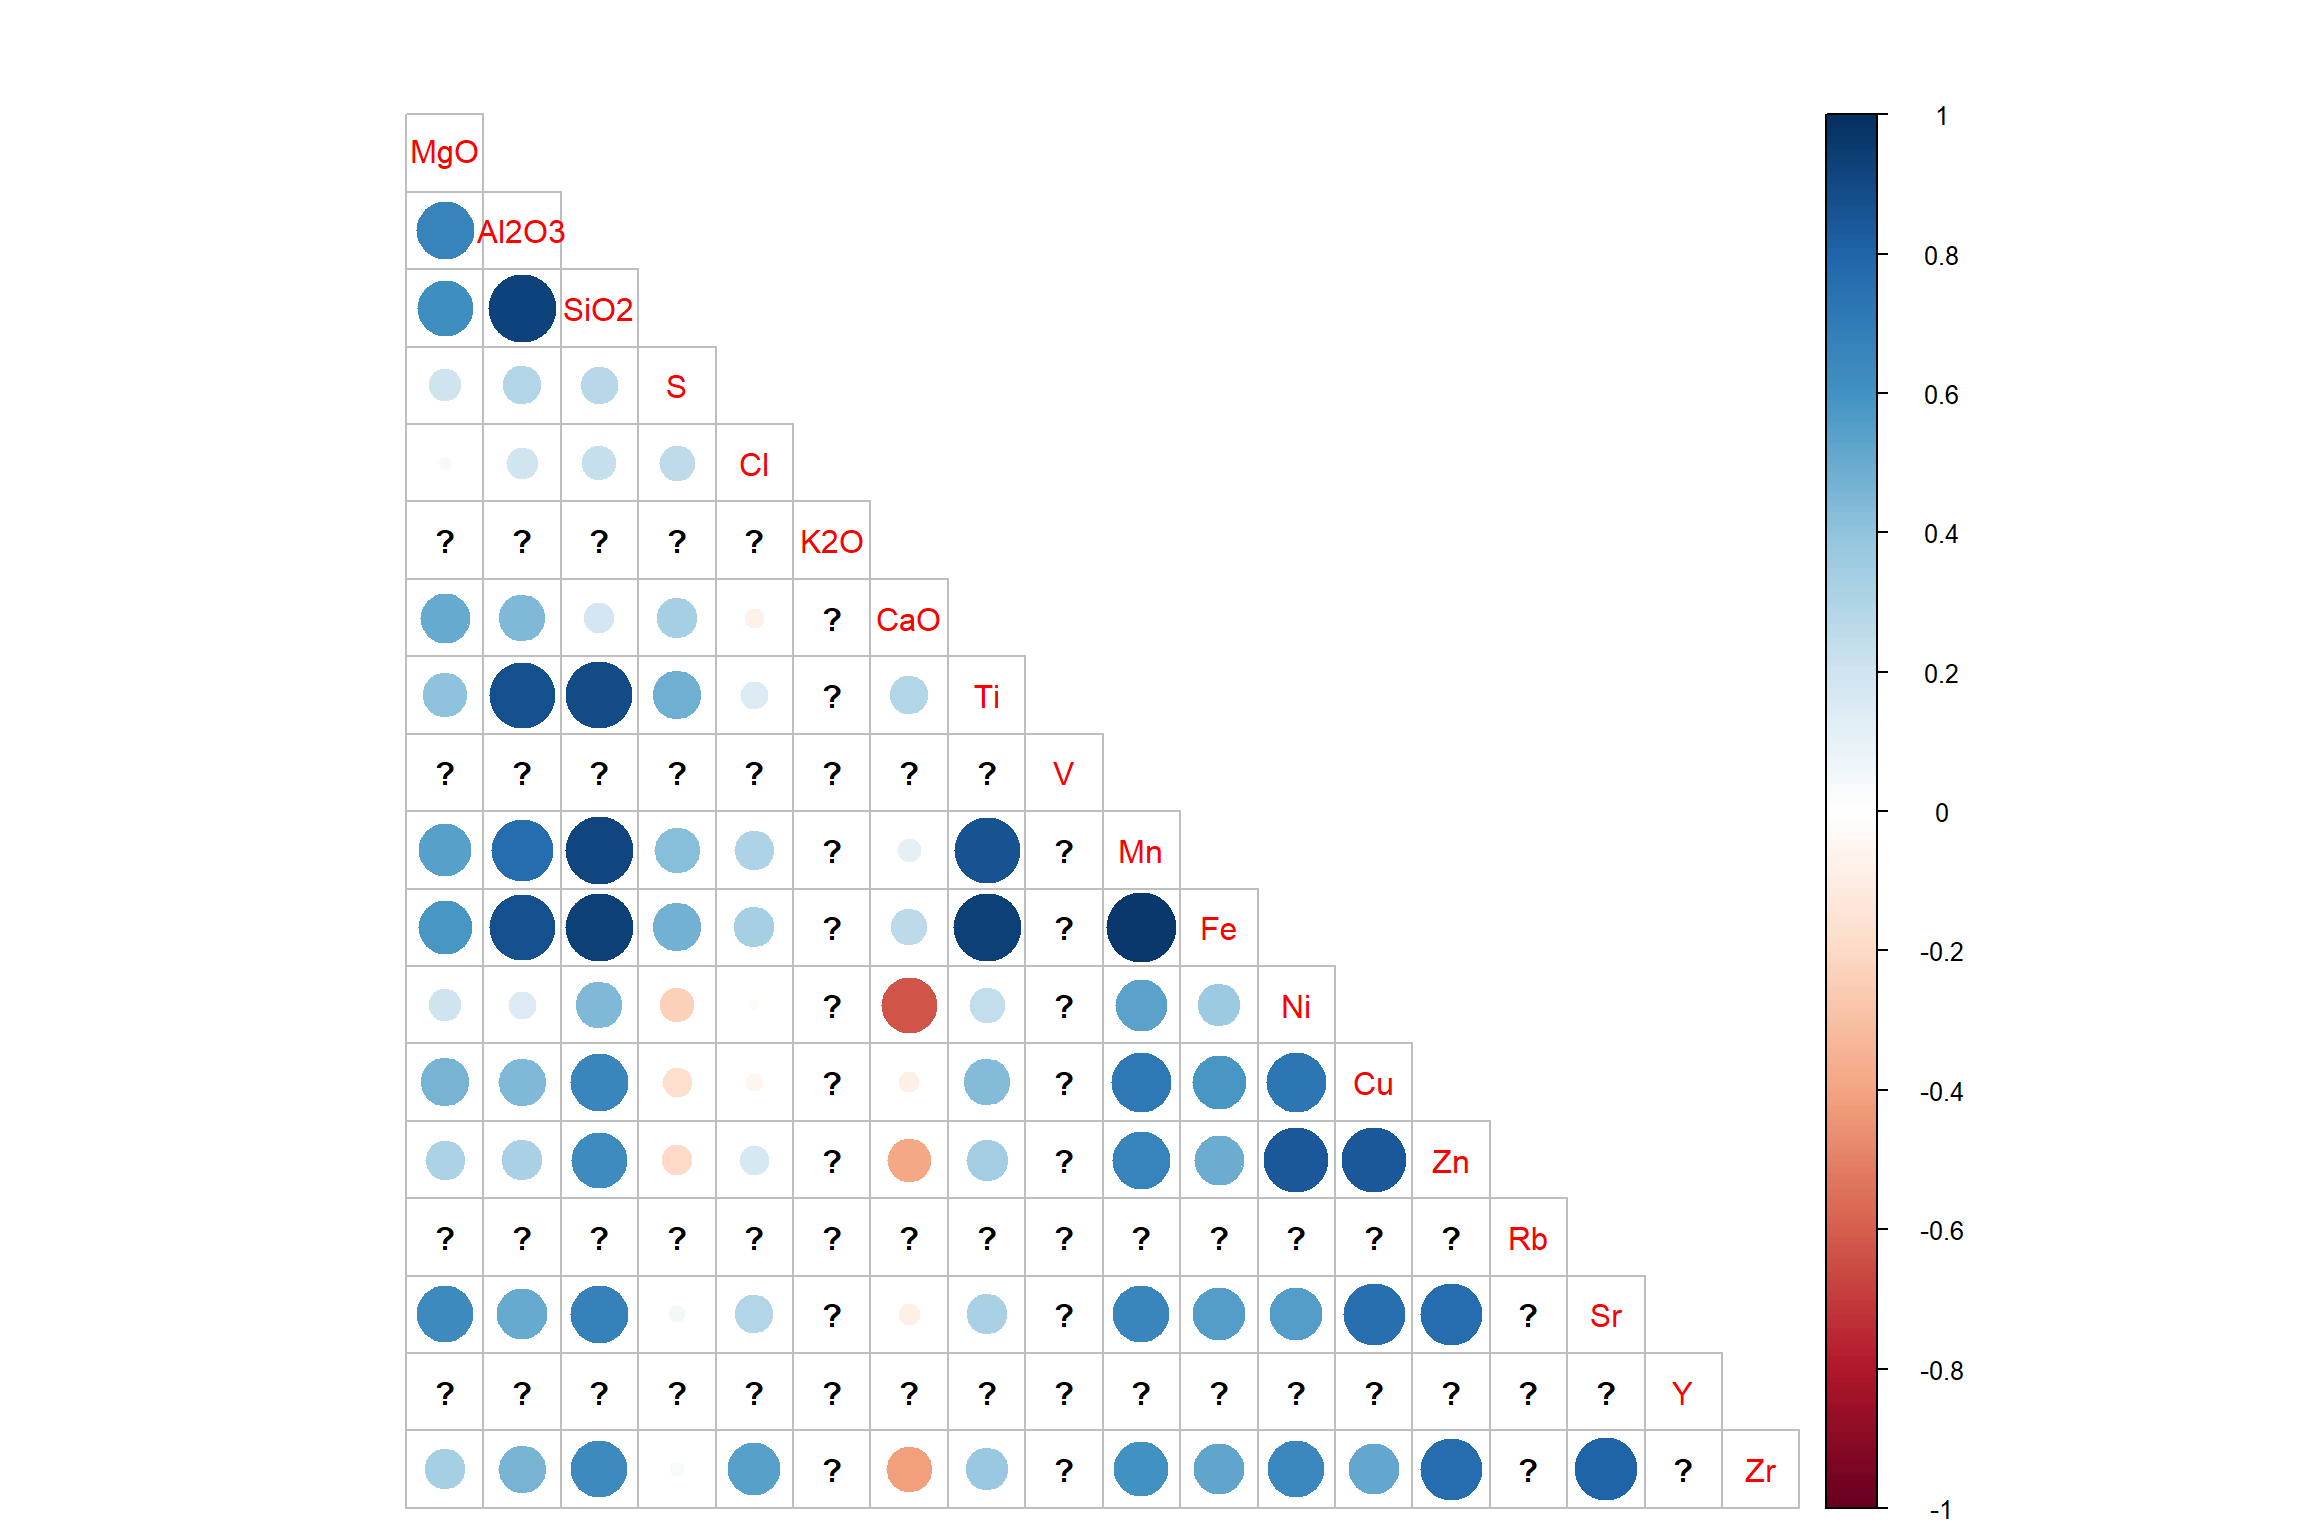 1
MgO
Al2O3
0.8
SiO2
S
0.6
Cl
? ? ? ? ? K2O
0.4
? CaO
0.2
? Ti
? ? ? ? ? ? ? ? V
0
? ? Mn
? ? Fe
-0.2
? ? Ni
? ? Cu
-0.4
? ? Zn
-0.6
? ? ? ? ? ? ? ? ? ? ? ? ? ? Rb
? ? ? Sr
-0.8
? ? ? ? ? ? ? ? ? ? ? ? ? ? ? ? Y
? ? ? ? Zr
-1